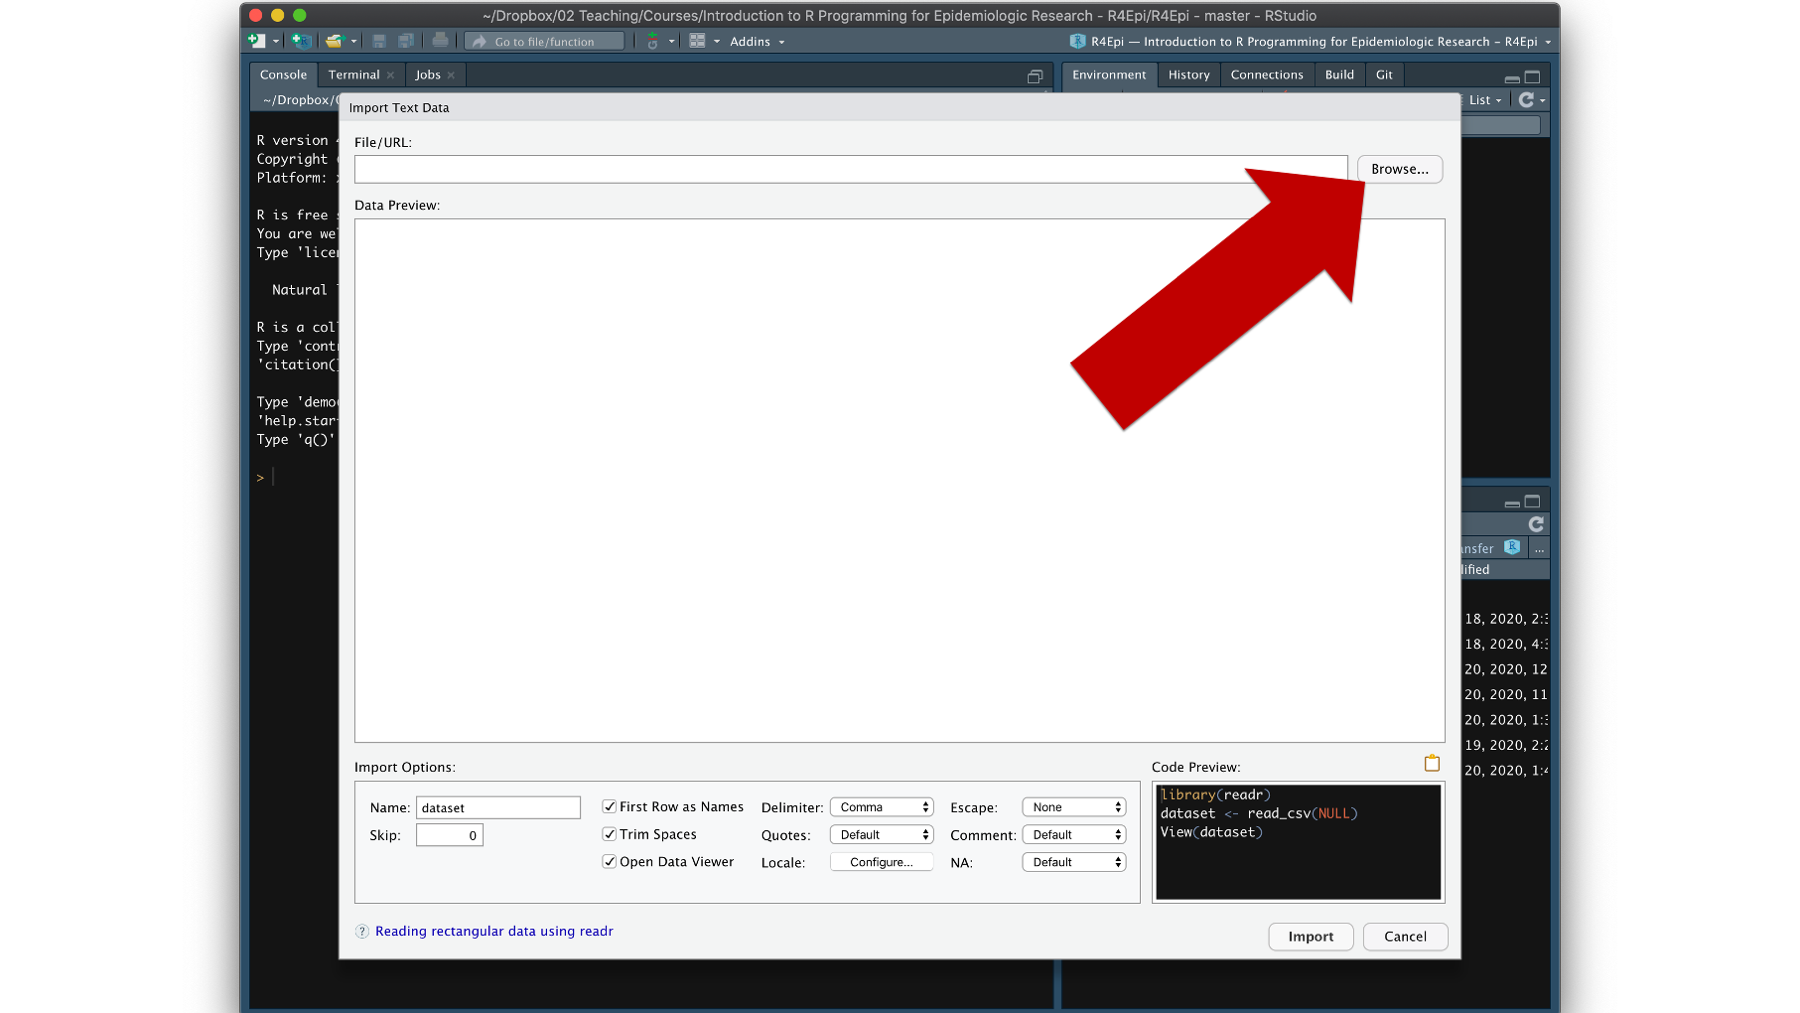 ~/Dropbox/02 Teaching/Courses/Introduction to R Programming for Epidemiologic Research - R4Epi/R4Epi - master - RStudio
Go to file/function
Addins
R4Epi — Introduction to R Programming for Epidemiologic Research - R4Epi
Console
Terminal
Jobs
Environment
History
Connections
Build
Git
~/Dropbox/
List
Import Text Data
File/URL:
Browse...
Data Preview:
R version
Copyright
Platform:
R is free
You are we
Type 'licen
Natural
R is a col
Type 'cont
'citation()
Type 'demo
'help.star
Type 'q()'
>
ansfer
...
lified
18, 2020, 2:3
18, 2020, 4:3
20, 2020, 12
20, 2020, 11
20, 2020, 1:3
19, 2020, 2:2
20, 2020, 1:4
Import Options:
Name: dataset
Skip: 0
First Row as Names
Trim Spaces
Open Data Viewer
Delimiter: Comma
Quotes: Default
Locale: Configure...
Escape: None
Comment: Default
NA: Default
Code Preview:
library(readr)
dataset <- read_csv(NULL)
View(dataset)
? Reading rectangular data using readr
Import
Cancel